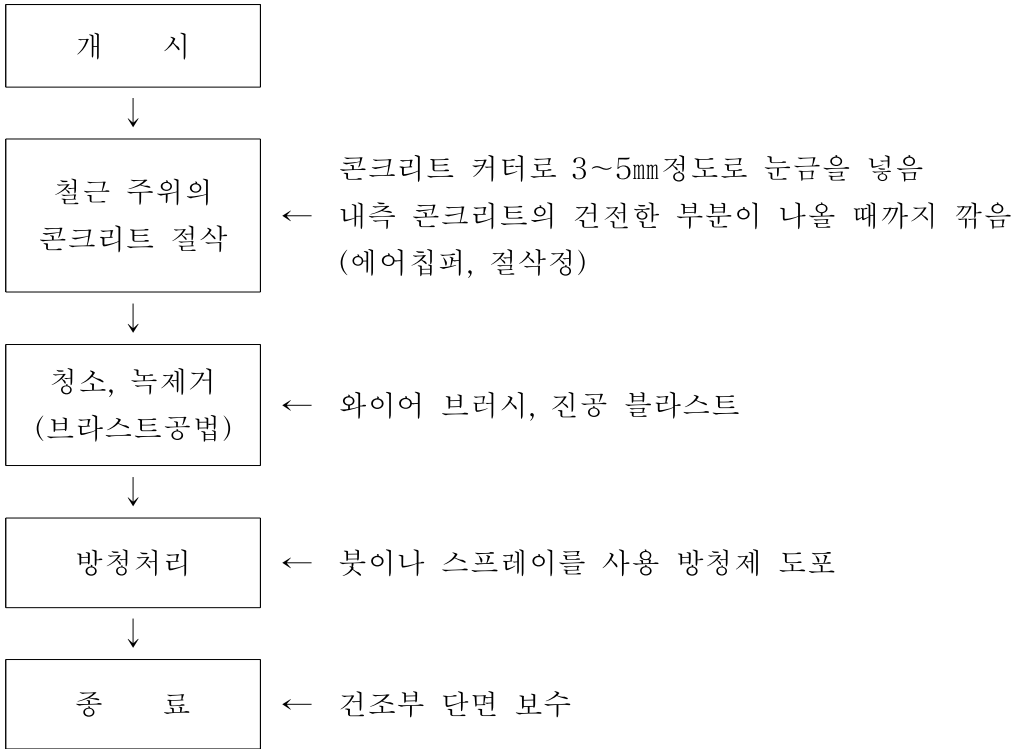 개 시
↓
철근 주위의
콘크리트 절삭
←
콘크리트 커터로 3~5㎜정도로 눈금을 넣음
내측 콘크리트의 건전한 부분이 나올 때까지 깎음
(에어칩퍼, 절삭정)
↓
청소, 녹제거
(브라스트공법)
← 와이어 브러시, 진공 블라스트
↓
방청처리 ← 붓이나 스프레이를 사용 방청제 도포
↓
종 료 ← 건조부 단면 보수